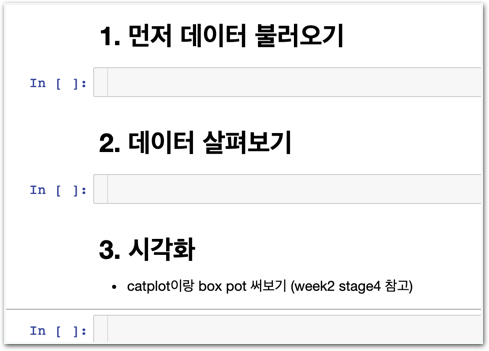 1. 먼저 데이터 불러오기
In [ ]:
2. 데이터 살펴보기
In [ ]:
3. 시각화
• catplot이랑 box pot 써보기 (week2 stage4 참고)
In [ ]: